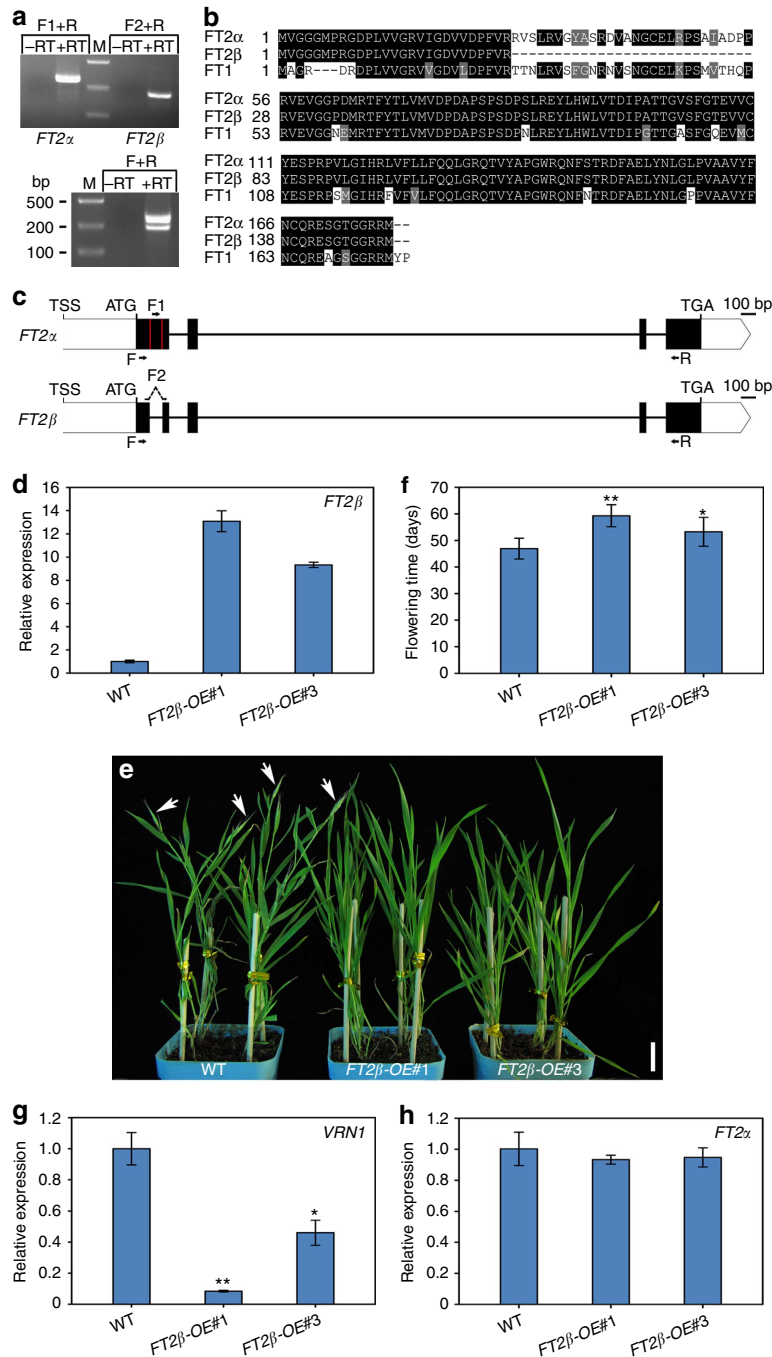 a
F1+R F2+R
–RT +RT M –RT +RT
FT2α FT2β
F+R
bp M –RT +RT
500
200
100
b
FT2α 1 MVGGGMPRGDPLVVGRVIGDVVDPFVRRVSLRVGYASRDVANGCELRPSAIADPP
FT2β 1 MVGGGMPRGDPLVVGRVIGDVVDPFVR----------------------------
FT1 1 MAGR---DRDPLVVGRVVGDVLDPFVRTTNLRVSFGNRNVSNGCELKPSMVTHQP
FT2α 56 RVEVGGPDMRTFYTLVMVDPDAPSPSDPSLREYLHWLVTDIPATTGVSFGTEVVC
FT2β 28 RVEVGGPDMRTFYTLVMVDPDAPSPSDPSLREYLHWLVTDIPATTGVSFGTEVVC
FT1 53 RVEVGGNEMRTFYTLVMVDPDAPSPSDPNLREYLHWLVTDIPGTTGASFGQEVMC
FT2α 111 YESPRPVLGIHRLVFLLFQQLGRQTVYAPGWRQNFSTRDFAELYNLGLPVAAVYF
FT2β 83 YESPRPVLGIHRLVFLLFQQLGRQTVYAPGWRQNFSTRDFAELYNLGLPVAAVYF
FT1 108 YESPRPSMGIHRFVFVLFQQLGRQTVYAPGWRQNFNTRDFAELYNLGPPVAAVYF
FT2α 166 NCQRESGTGGRRM--
FT2β 138 NCQRESGTGGRRM--
FT1 163 NCQREAGSGGRRMYP
c
TSS ATG F1 TGA 100 bp
FT2α
F R
TSS ATG F2 TGA 100 bp
FT2β
F R
d
FT2β
Relative expression
16
14
12
10
8
6
4
2
0
WT FT2β-OE#1 FT2β-OE#3
f
Flowering time (days)
70
60
50
40
30
20
10
0
** *
WT FT2β-OE#1 FT2β-OE#3
e
WT FT2β-OE#1 FT2β-OE#3
g
VRN1
Relative expression
1.2
1.0
0.8
0.6
0.4
0.2
0
** *
WT FT2β-OE#1 FT2β-OE#3
h
FT2α
Relative expression
1.2
1.0
0.8
0.6
0.4
0.2
0
WT FT2β-OE#1 FT2β-OE#3